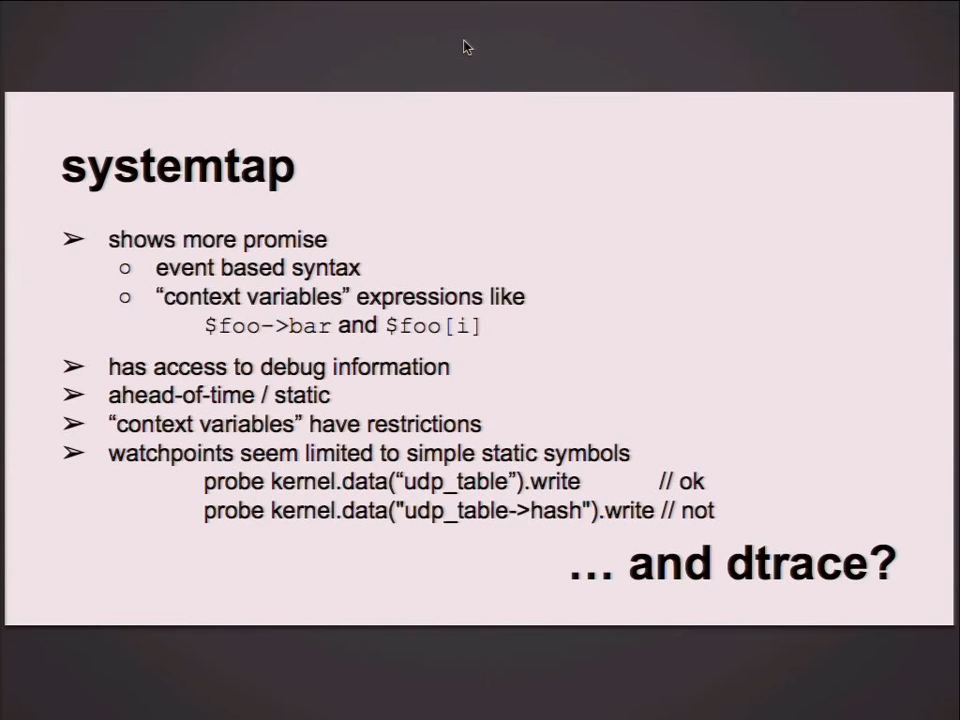 systemtap
➢ shows more promise
○ event based syntax
○ “context variables” expressions like
$foo->bar and $foo[i]
➢ has access to debug information
➢ ahead-of-time / static
➢ “context variables” have restrictions
➢ watchpoints seem limited to simple static symbols
probe kernel.data(“udp_table”).write // ok
probe kernel.data("udp_table->hash").write // not
… and dtrace?